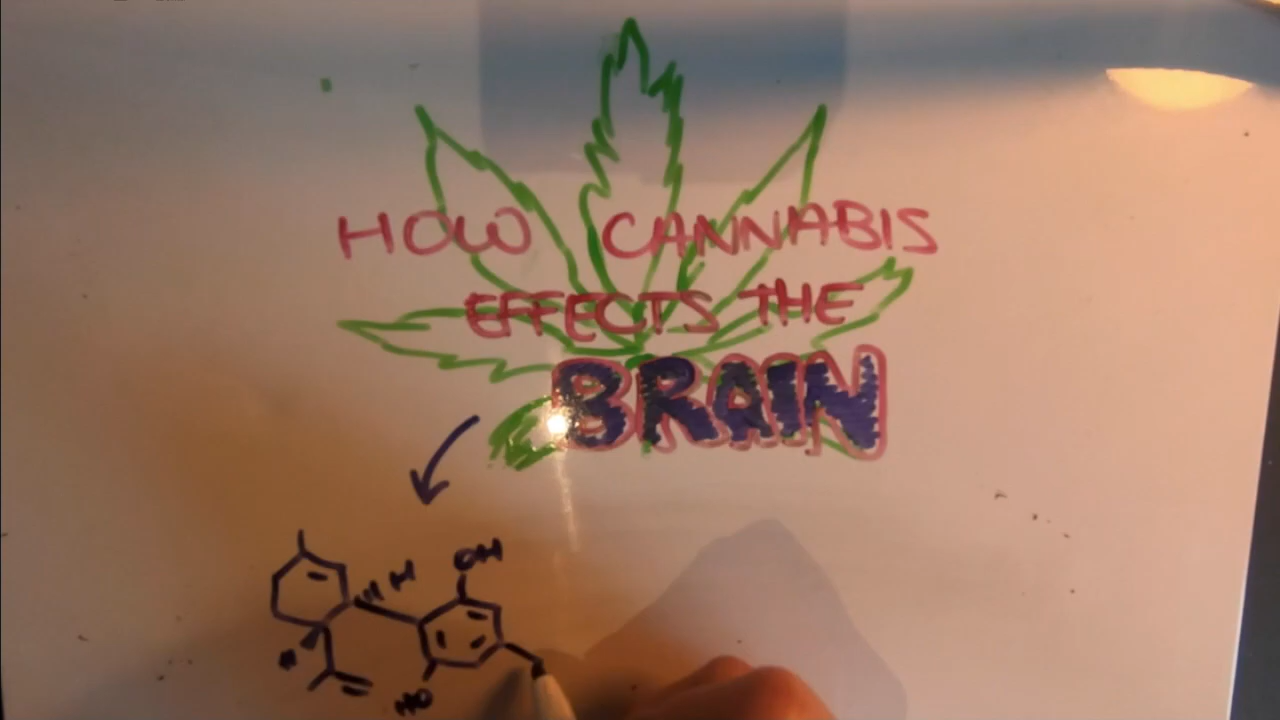 HOW CANNABIS
EFFECTS THE
BRAIN
OH
H
HO